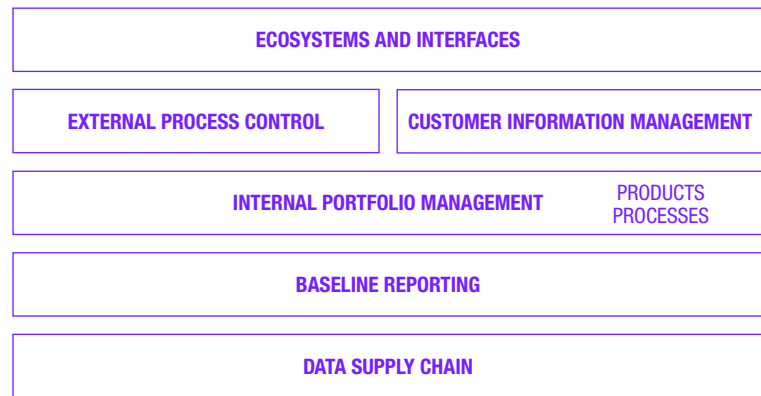 ECOSYSTEMS AND INTERFACES
EXTERNAL PROCESS CONTROL
CUSTOMER INFORMATION MANAGEMENT
INTERNAL PORTFOLIO MANAGEMENT
PRODUCTS
PROCESSES
BASELINE REPORTING
DATA SUPPLY CHAIN